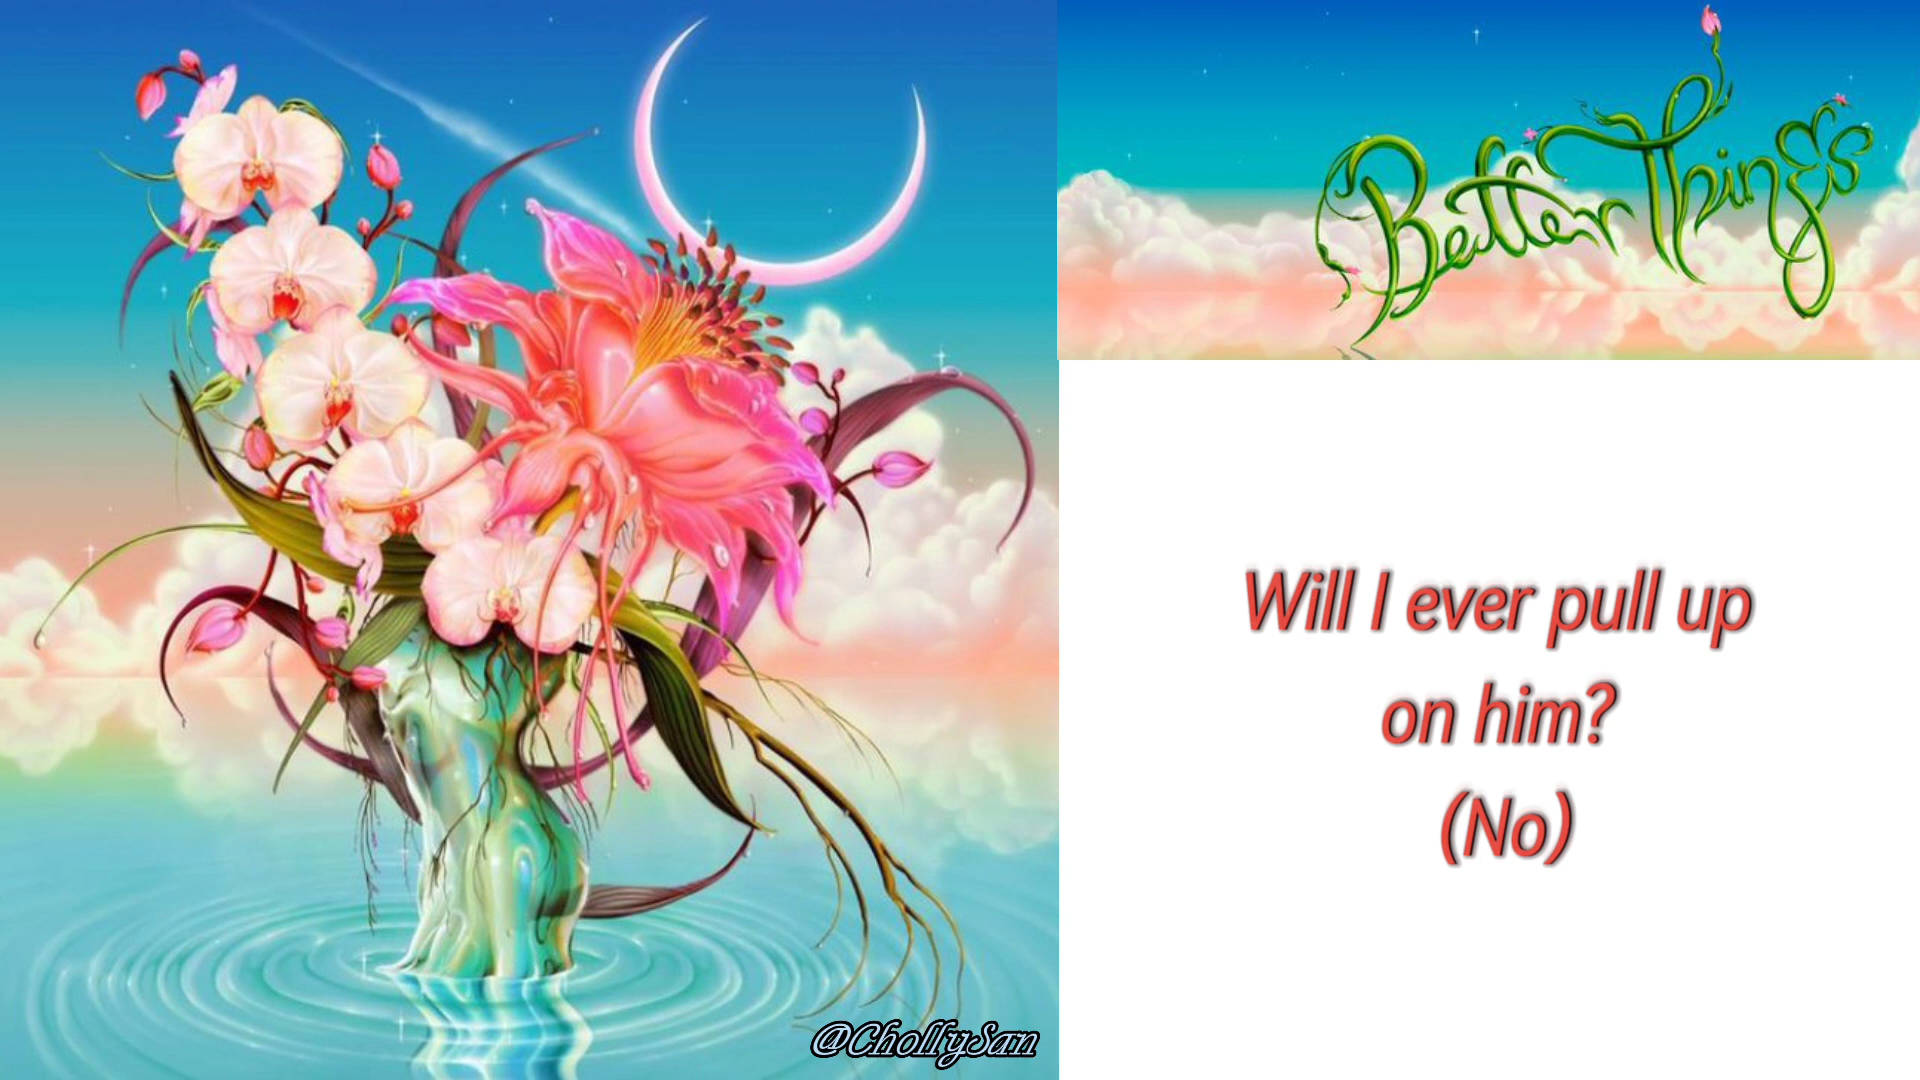 Better Things
Will I ever pull up
on him?
(No)
@ChollySan